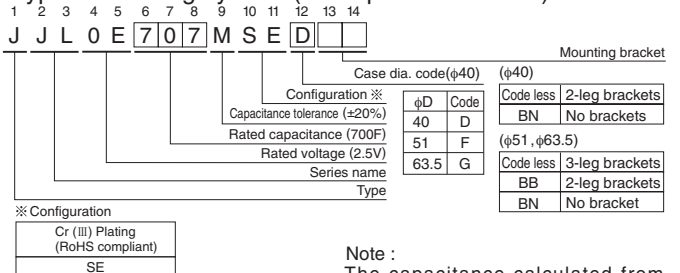 1 2 3 4 5 6 7 8 9 10 11 12 13 14
J J L 0 E 7 0 7 M S E D
Mounting bracket
Case dia. code(φ40)
Configuration ※
Capacitance tolerance (±20%)
Rated capacitance (700F)
Rated voltage (2.5V)
Series name
Type
φD Code
40 D
51 F
63.5 G
(φ40)
Code less 2-leg brackets
BN No brackets
(φ51,φ63.5)
Code less 3-leg brackets
BB 2-leg brackets
BN No bracket
※Configuration
Cr (Ⅲ) Plating
(RoHS compliant)
SE
Note :
The capacitance calculated from